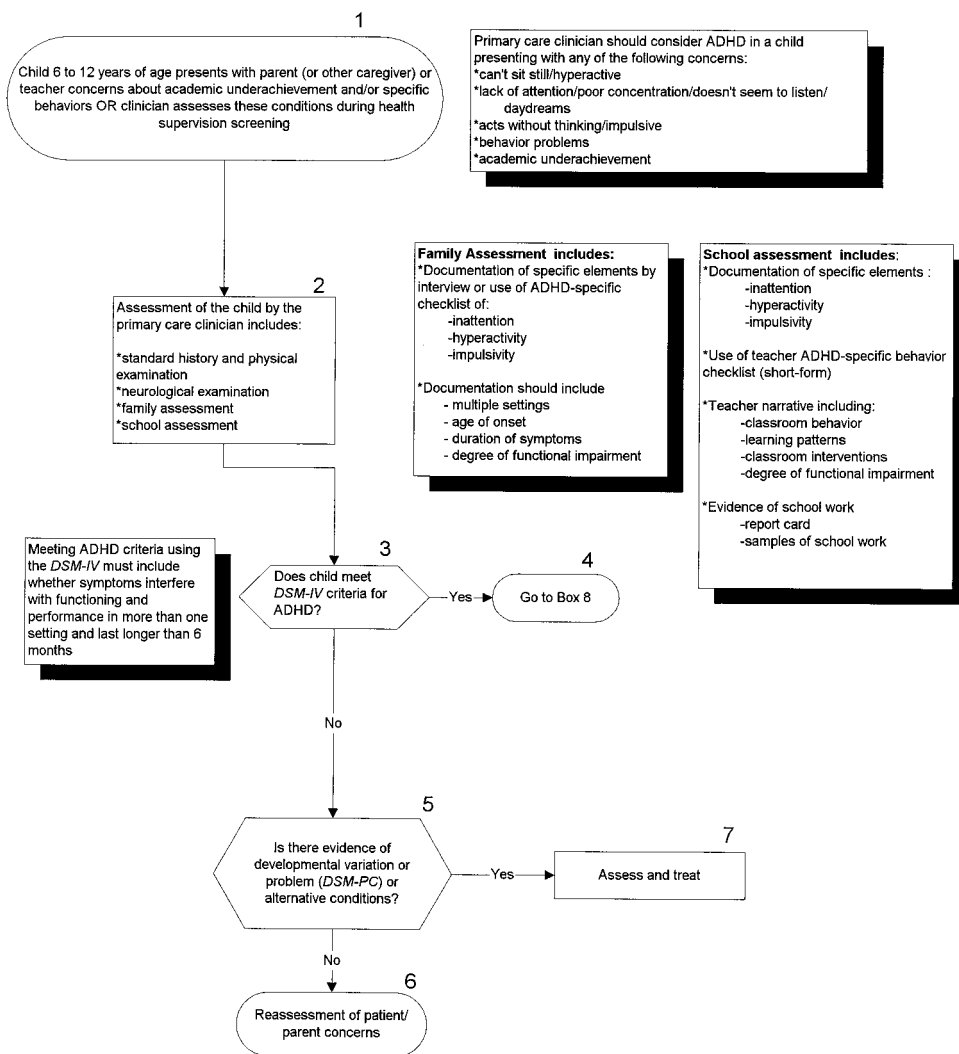 1
Child 6 to 12 years of age presents with parent (or other caregiver) or
teacher concerns about academic underachievement and/or specific
behaviors OR clinician assesses these conditions during health
supervision screening
Primary care clinician should consider ADHD in a child
presenting with any of the following concerns:
*can't sit still/hyperactive
*lack of attention/poor concentration/doesn't seem to listen/
daydreams
*acts without thinking/impulsive
*behavior problems
*academic underachievement
2
Assessment of the child by the
primary care clinician includes:
*standard history and physical
examination
*neurological examination
*family assessment
*school assessment
Family Assessment includes:
*Documentation of specific elements by
interview or use of ADHD-specific
checklist of:
-inattention
-hyperactivity
-impulsivity
*Documentation should include
- multiple settings
- age of onset
- duration of symptoms
- degree of functional impairment
School assessment includes:
*Documentation of specific elements :
-inattention
-hyperactivity
-impulsivity
*Use of teacher ADHD-specific behavior
checklist (short-form)
*Teacher narrative including:
-classroom behavior
-learning patterns
-classroom interventions
-degree of functional impairment
*Evidence of school work
-report card
-samples of school work
Meeting ADHD criteria using
the DSM-IV must include
whether symptoms interfere
with functioning and
performance in more than one
setting and last longer than 6
months
3
Does child meet
DSM-IV criteria for
ADHD?
Yes
4
Go to Box 8
No
5
Is there evidence of
developmental variation or
problem (DSM-PC) or
alternative conditions?
Yes
7
Assess and treat
No
6
Reassessment of patient/
parent concerns